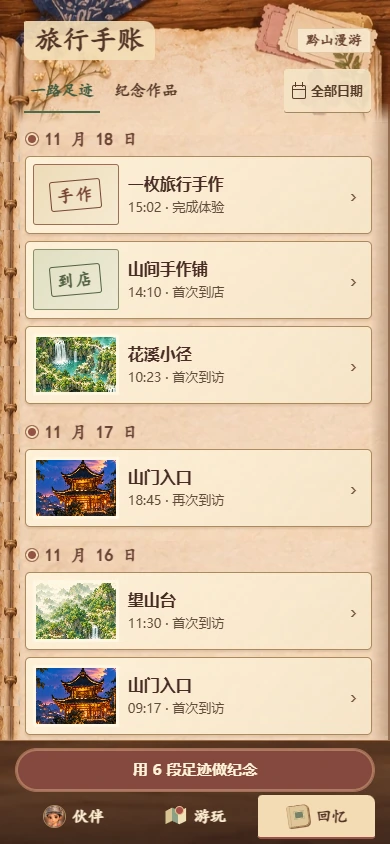 旅行手账
黔山漫游
一路足迹
纪念作品
全部日期
11 月 18 日
手作
一枚旅行手作
15:02 · 完成体验
›
到店
山间手作铺
14:10 · 首次到店
›
花溪小径
10:23 · 首次到访
›
11 月 17 日
山门入口
18:45 · 再次到访
›
11 月 16 日
望山台
11:30 · 首次到访
›
山门入口
09:17 · 首次到访
›
用 6 段足迹做纪念
伙伴
游玩
回忆